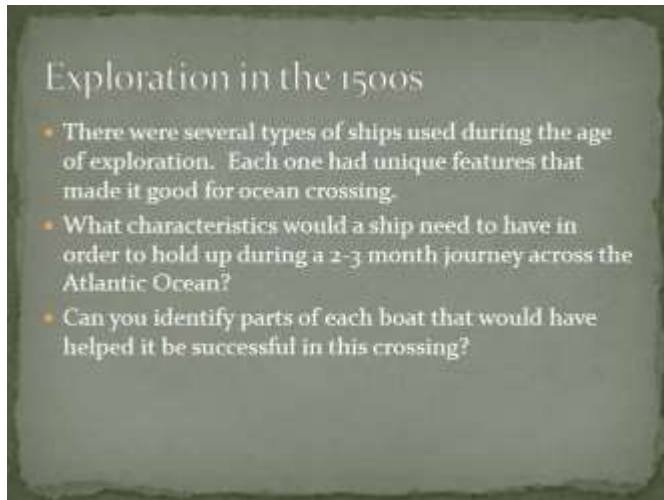 Exploration in the 1500s
There were several types of ships used during the age
of exploration.  Each one had unique features that
made it good for ocean crossing.
What characteristics would a ship need to have in
order to hold up during a 2-3 month journey across the
Atlantic Ocean?
Can you identify parts of each boat that would have
helped it be successful in this crossing?